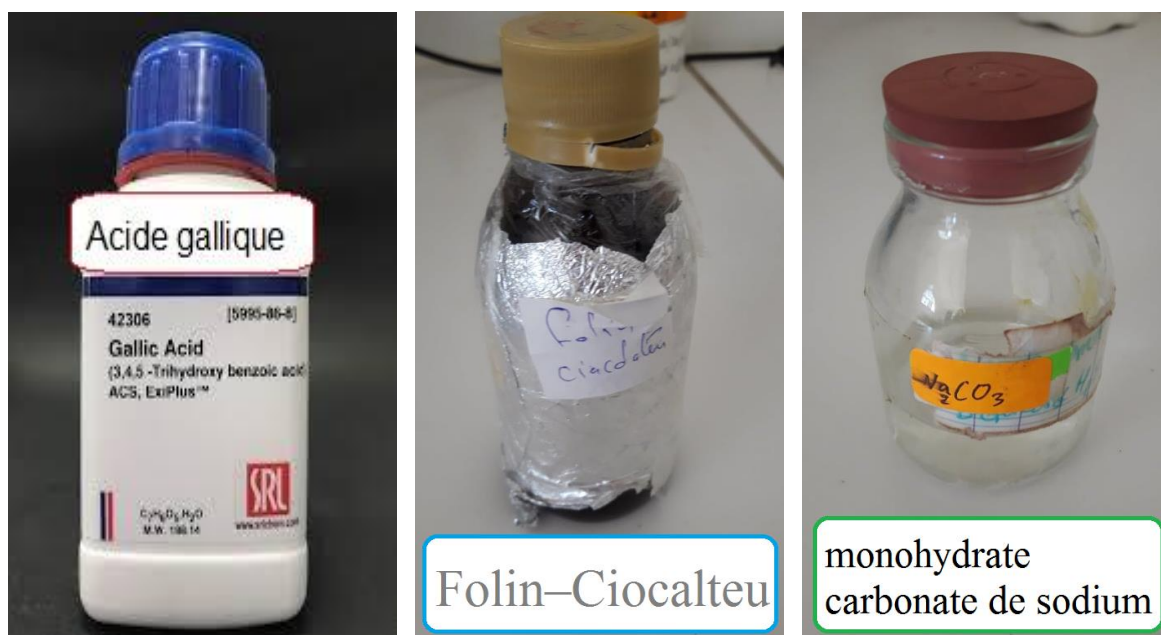 Acide gallique
42306 [5995-86-8]
Gallic Acid
(3,4,5 -Trihydroxy benzoic acid)
ACS, ExiPlus™
SRL
C7H6O5.H2O
M.W. 188.14
Folin
ciacdateu
Folin–Ciocalteu
Na2CO3
monohydrate
carbonate de sodium